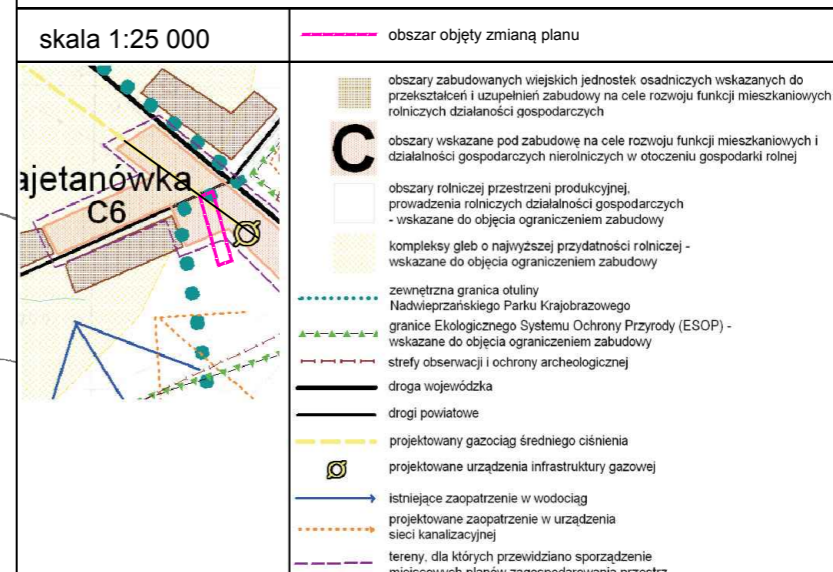 skala 1:25 000
obszar objęty zmianą planu
ajetanówka
C6
obszary zabudowanych wiejskich jednostek osadniczych wskazanych do
przekształceń i uzupełnień zabudowy na cele rozwoju funkcji mieszkaniowych
rolniczych działaności gospodarczych
C
obszary wskazane pod zabudowę na cele rozwoju funkcji mieszkaniowych i
działalności gospodarczych nierolniczych w otoczeniu gospodarki rolnej
obszary rolniczej przestrzeni produkcyjnej,
prowadzenia rolniczych działalności gospodarczych
- wskazane do objęcia ograniczeniem zabudowy
kompleksy gleb o najwyższej przydatności rolniczej -
wskazane do objęcia ograniczeniem zabudowy
zewnętrzna granica otuliny
Nadwieprzańskiego Parku Krajobrazowego
granice Ekologicznego Systemu Ochrony Przyrody (ESOP) -
wskazane do objęcia ograniczeniem zabudowy
strefy obserwacji i ochrony archeologicznej
droga wojewódzka
drogi powiatowe
projektowany gazociąg średniego ciśnienia
projektowane urządzenia infrastruktury gazowej
istniejące zaopatrzenie w wodociąg
projektowane zaopatrzenie w urządzenia
sieci kanalizacyjnej
tereny, dla których przewidziano sporządzenie
miejscowych planów zagospodarowania przestrz